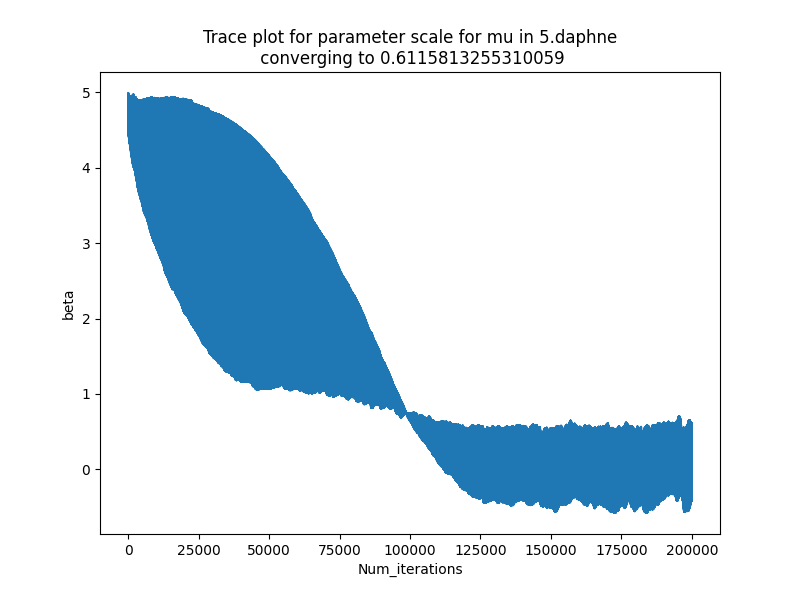 Trace plot for parameter scale for mu in 5.daphne
converging to 0.6115813255310059
5
4
3
2
1
0
beta
0 25000 50000 75000 100000 125000 150000 175000 200000
Num_iterations